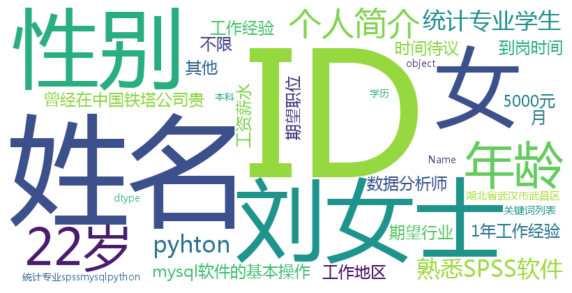 性别
工作经验
不限
其他
个人简介
统计专业学生
时间待议
到岗时间
object
曾经在中国铁塔公司贵
本科
工资薪水
期望职位
ID
学历
女
5000元
月
姓名
刘女士
Name
年龄
数据分析师
湖北省武汉市武昌区
dtype
关键词列表
22岁
pyhton
期望行业
1年工作经验
统计专业spssmysqlpython
mysql软件的基本操作
工作地区
熟悉SPSS软件